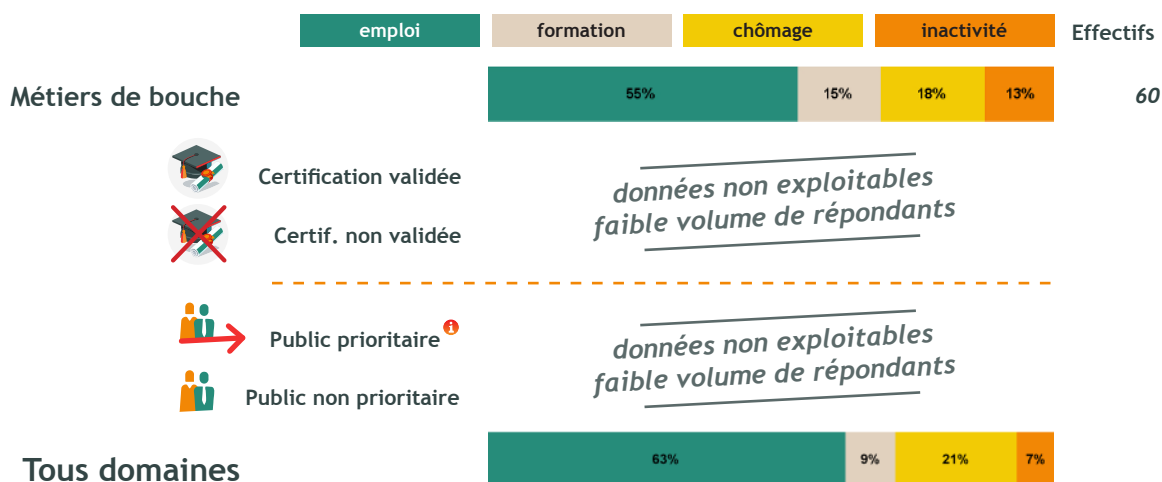 emploi formation chômage inactivité Effectifs
Métiers de bouche 55% 15% 18% 13% 60
Certification validée
données non exploitables
faible volume de répondants
Certif. non validée
Public prioritaire i
données non exploitables
faible volume de répondants
Public non prioritaire
Tous domaines 63% 9% 21% 7%